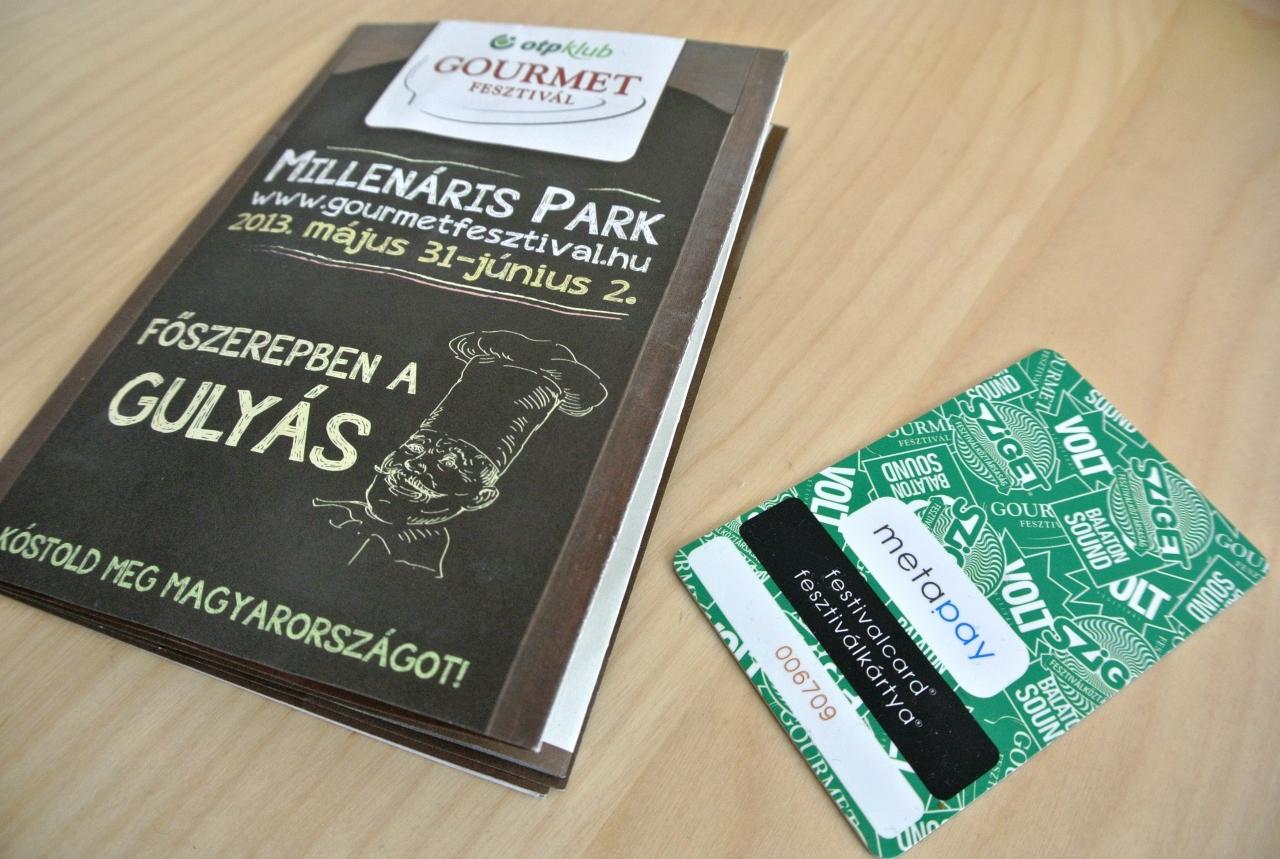 otpklub
GOURMET
FESZTIVÁL
MILLENÁRIS PARK
www.gourmetfesztival.hu
2013. május 31-június 2.
FŐSZEREPBEN A
GULYÁS
KÓSTOLD MEG MAGYARORSZÁGOT!
metapay
festivalcard®
fesztiválkártya®
006709
SZIGET
FESZTIVÁLKÖZTÁRSASÁG
VOLT
BALATON
SOUND
GOURMET
FESZTIVÁL